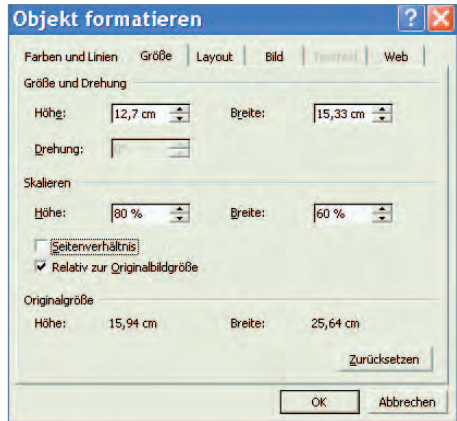 Objekt formatieren
Farben und Linien Größe Layout Bild Web
Größe und Drehung
Höhe: 12,7 cm Breite: 15,33 cm
Drehung:
Skalieren
Höhe: 80 % Breite: 60 %
Seitenverhältnis
Relativ zur Originalbildgröße
Originalgröße
Höhe: 15,94 cm Breite: 25,64 cm
Zurücksetzen
OK Abbrechen